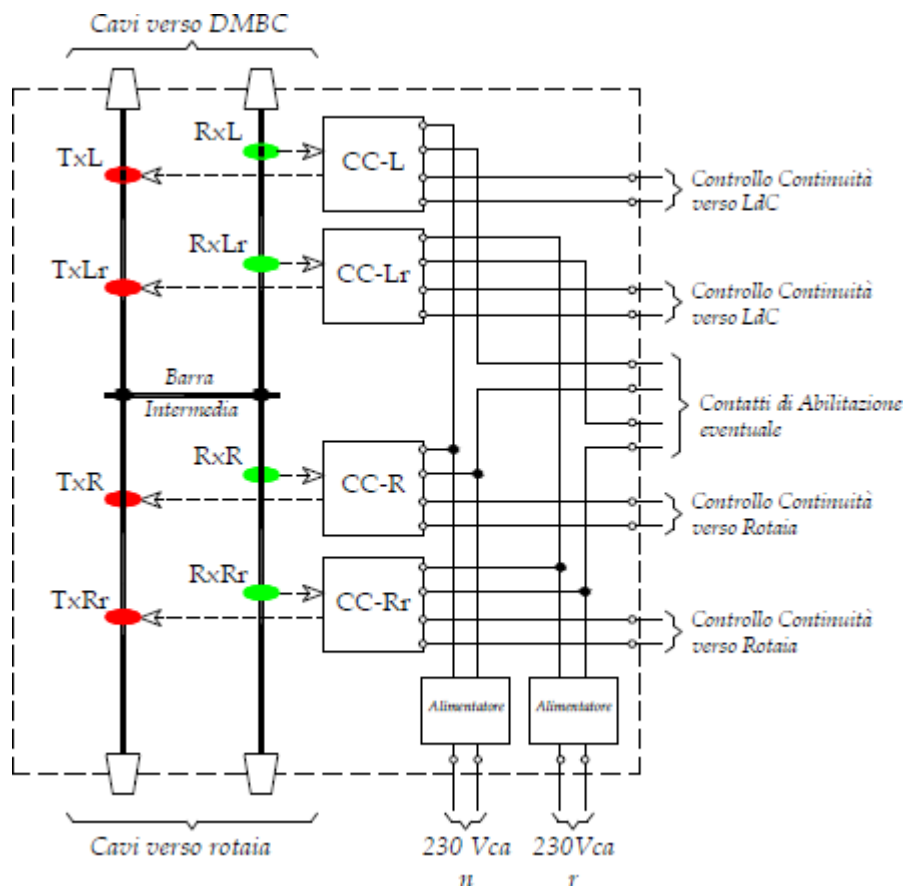 Cavi verso DMBC
RxL
TxL
CC-L
Controllo Continuità
verso LdC
RxLr
TxLr
CC-Lr
Controllo Continuità
verso LdC
Barra
Intermedia
Contatti di Abilitazione
eventuale
RxR
TxR
CC-R
Controllo Continuità
verso Rotaia
RxRr
TxRr
CC-Rr
Controllo Continuità
verso Rotaia
Alimentatore
Alimentatore
Cavi verso rotaia
230 Vca
n
230Vca
r